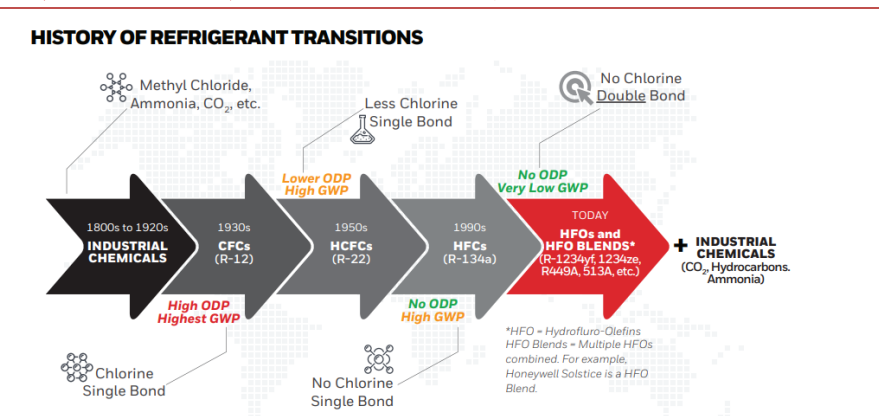 HISTORY OF REFRIGERANT TRANSITIONS
Methyl Chloride,
Ammonia, CO2, etc.
Less Chlorine
Single Bond
No Chlorine
Double Bond
Lower ODP
High GWP
No ODP
Very Low GWP
1800s to 1920s
INDUSTRIAL
CHEMICALS
1930s
CFCs
(R-12)
1950s
HCFCs
(R-22)
1990s
HFCs
(R-134a)
TODAY
HFOs and
HFO BLENDS*
(R-1234yf, 1234ze,
R449A, 513A, etc.)
+ INDUSTRIAL
CHEMICALS
(CO2, Hydrocarbons.
Ammonia)
High ODP
Highest GWP
No ODP
High GWP
*HFO = Hydrofluro-Olefins
HFO Blends = Multiple HFOs
combined. For example,
Honeywell Solstice is a HFO
Blend.
Chlorine
Single Bond
No Chlorine
Single Bond